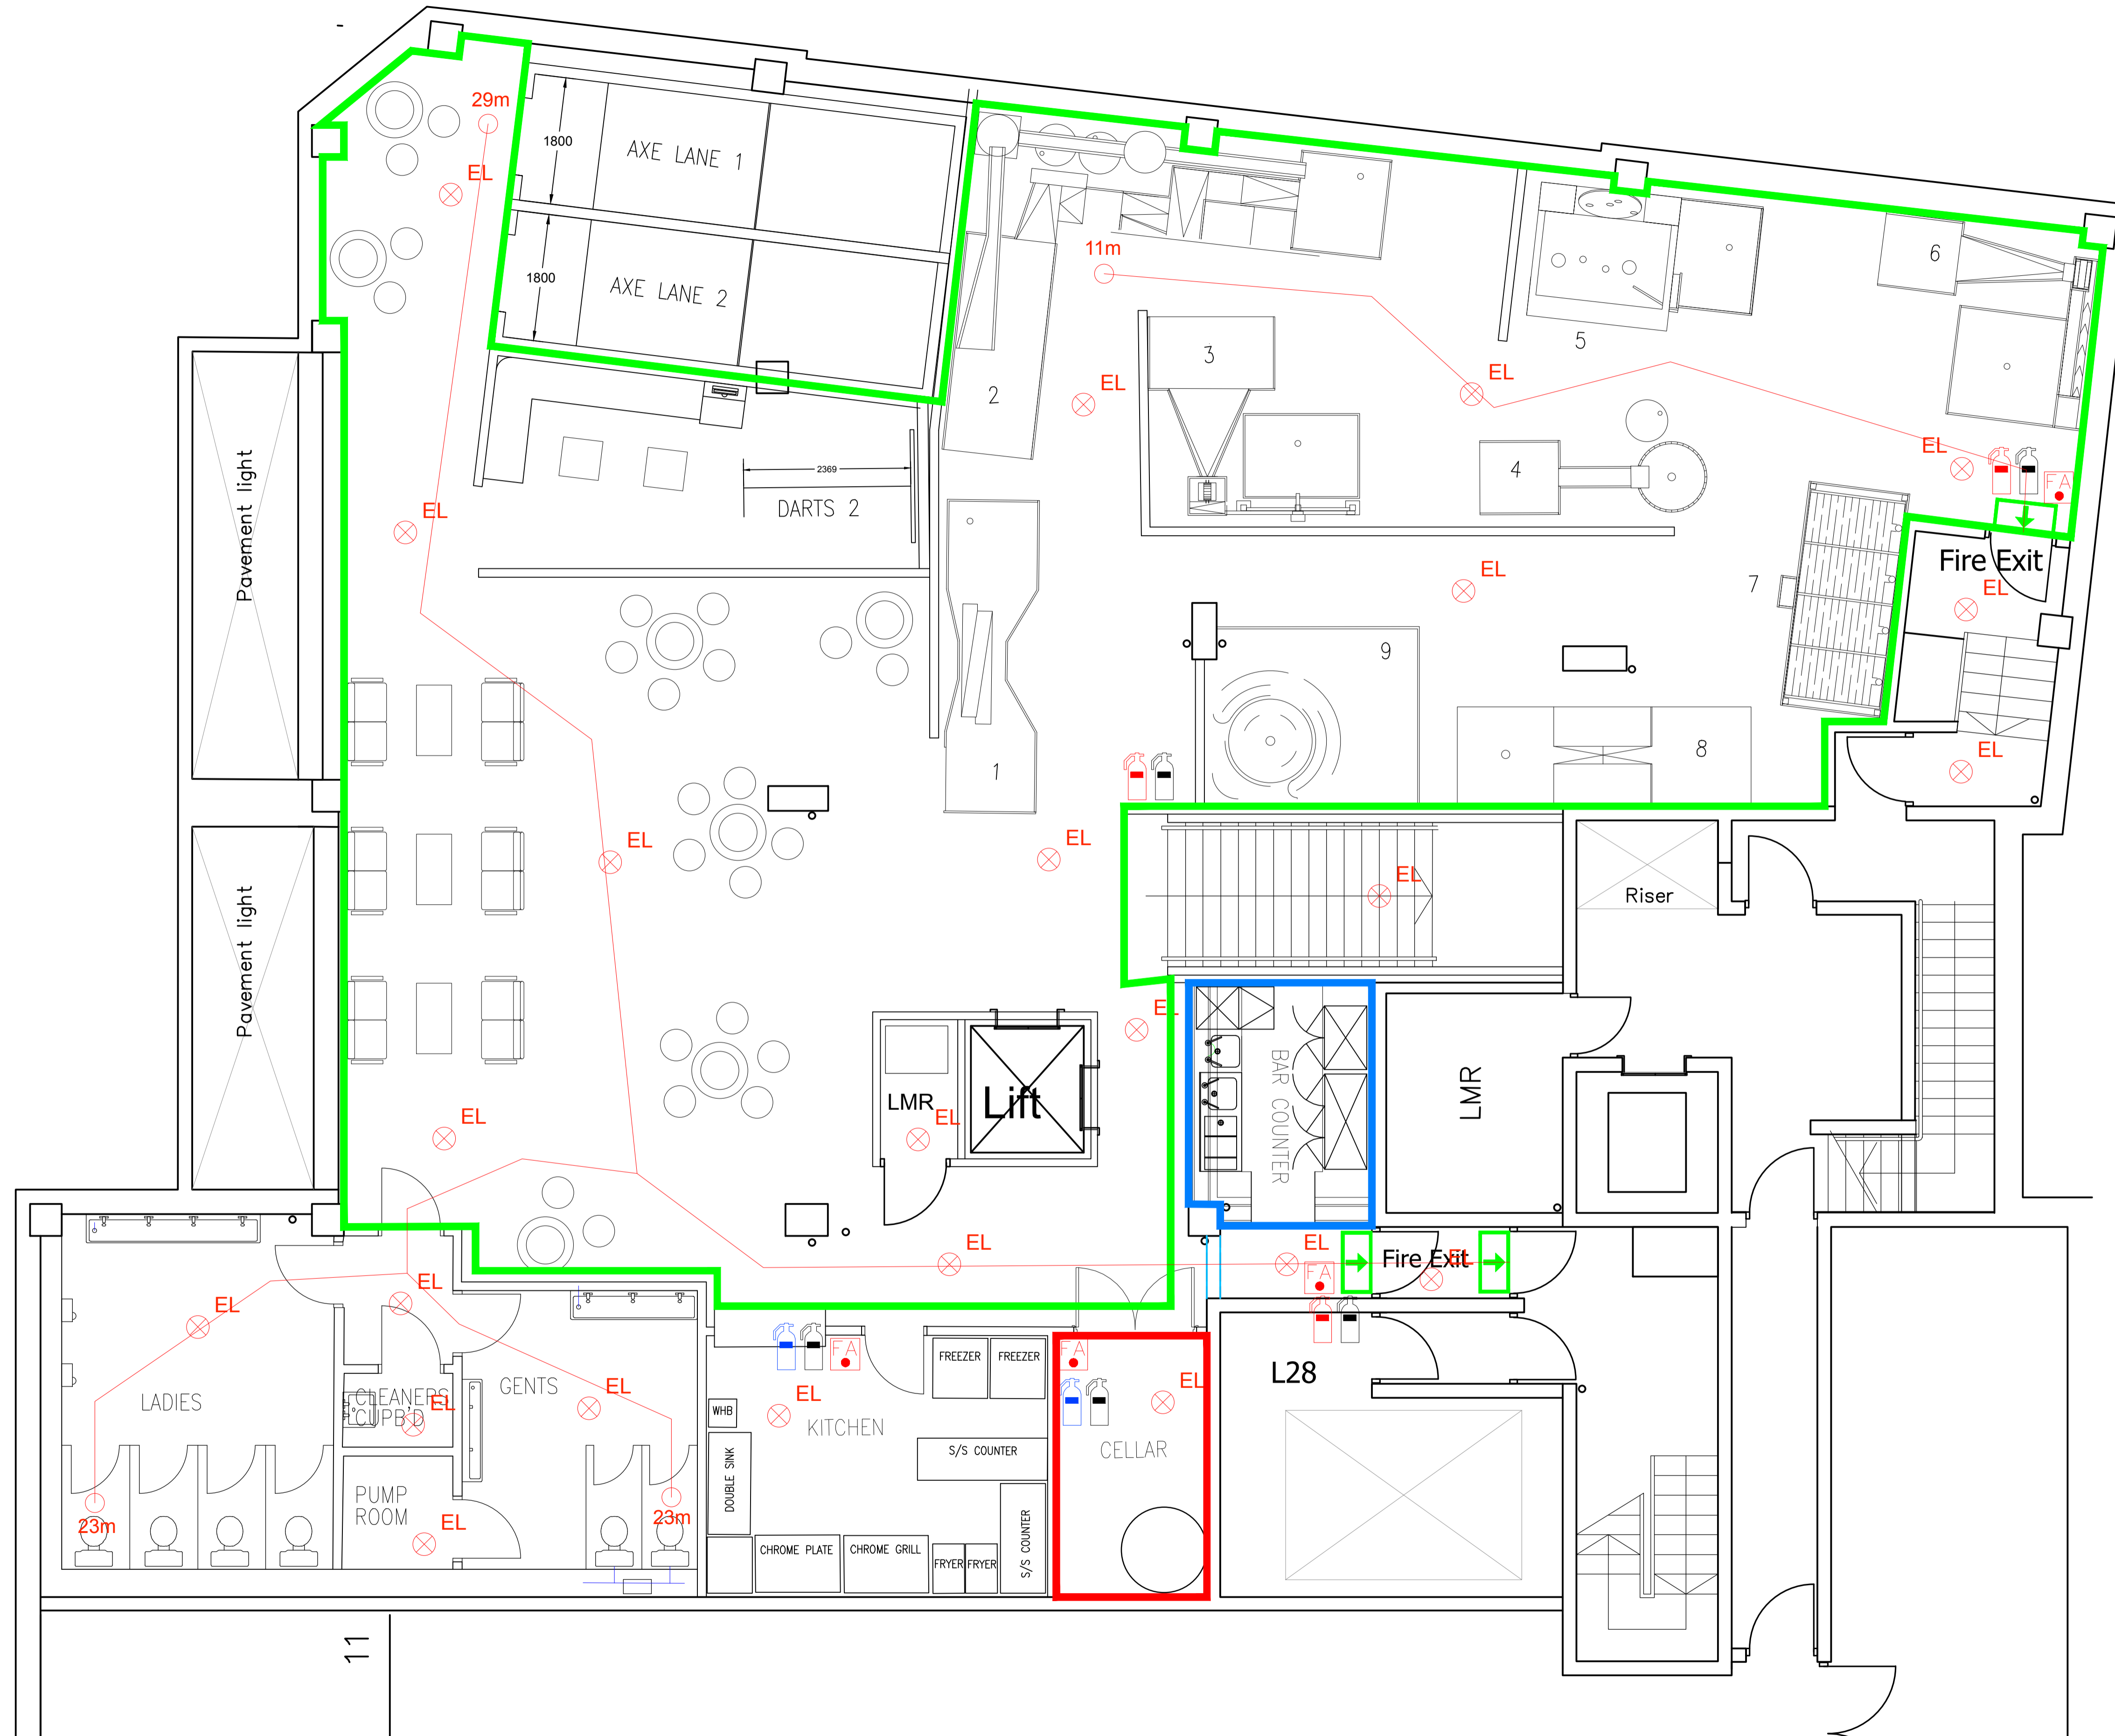 29m
EL
1800
AXE LANE 1
1800
AXE LANE 2
11m
EL
EL
2
3
4
5
6
EL
FA
Fire Exit
EL
EL
Pavement light
EL
2369
DARTS 2
EL
7
9
8
1
EL
EL
EL
Riser
Pavement light
EL
EL
LMR
EL
Lift
BAR COUNTER
LMR
EL
EL
Fire Exit
EL
FA
EL
EL
LADIES
23m
CLEANERS
CUPB'D
EL
GENTS
EL
23m
PUMP
ROOM
EL
FA
EL
KITCHEN
WHB
DOUBLE SINK
FREEZER
FREEZER
S/S COUNTER
S/S COUNTER
CHROME PLATE
CHROME GRILL
FRYER
FRYER
FA
EL
CELLAR
L28
11